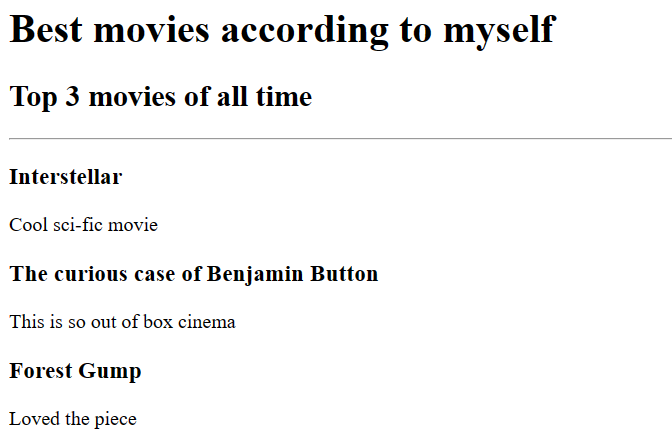 Best movies according to myself
Top 3 movies of all time
Interstellar
Cool sci-fic movie
The curious case of Benjamin Button
This is so out of box cinema
Forest Gump
Loved the piece